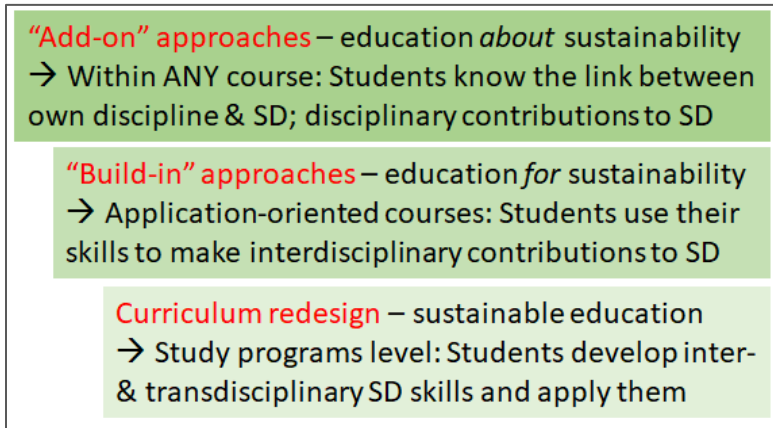 “Add-on” approaches – education about sustainability
→ Within ANY course: Students know the link between
own discipline & SD; disciplinary contributions to SD
“Build-in” approaches – education for sustainability
→ Application-oriented courses: Students use their
skills to make interdisciplinary contributions to SD
Curriculum redesign – sustainable education
→ Study programs level: Students develop inter-
& transdisciplinary SD skills and apply them